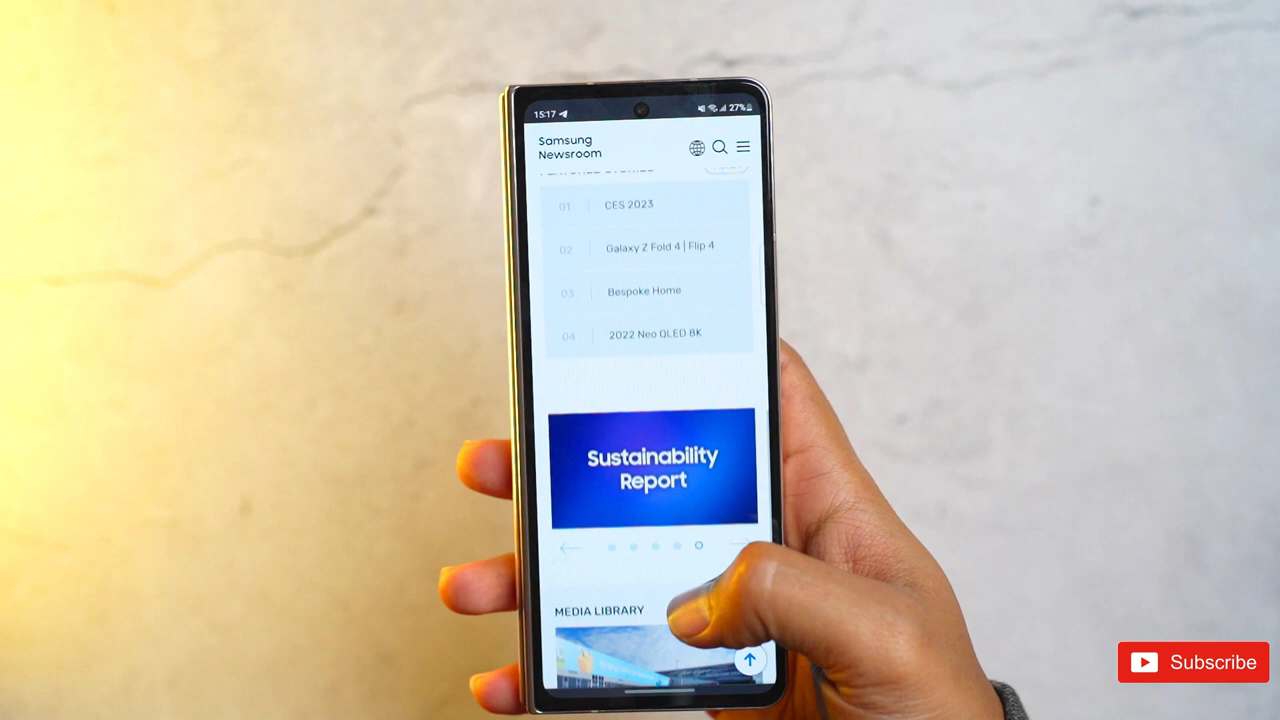 15:17
27%
Samsung
Newsroom
01 CES 2023
02 Galaxy Z Fold 4 | Flip 4
03 Bespoke Home
04 2022 Neo QLED 8K
Sustainability
Report
MEDIA LIBRARY
Subscribe